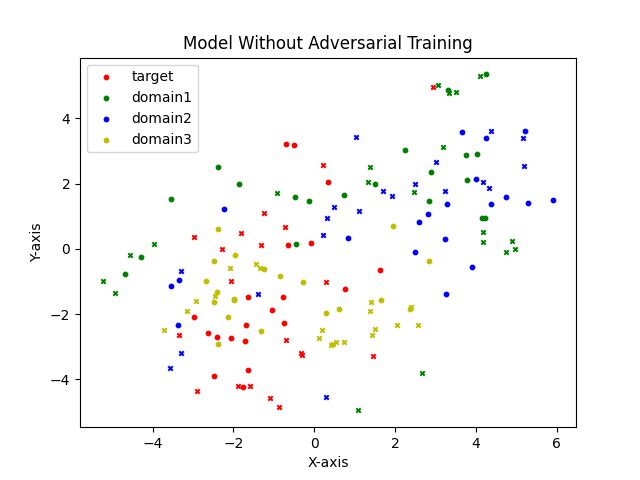 Model Without Adversarial Training
target
domain1
domain2
domain3
Y-axis
4
2
0
−2
−4
−4 −2 0 2 4 6
X-axis